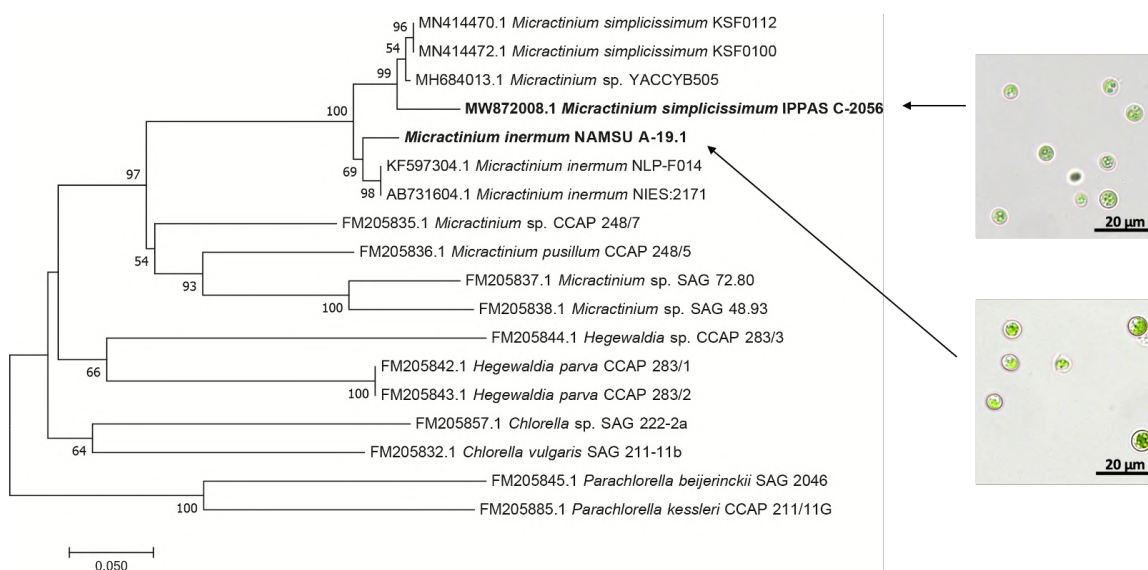 MN414470.1 Micractinium simplicissimum KSF0112
96
54
MN414472.1 Micractinium simplicissimum KSF0100
99
MH684013.1 Micractinium sp. YACCYB505
100
MW872008.1 Micractinium simplicissimum IPPAS C-2056
Micractinium inermum NAMSU A-19.1
97
69
KF597304.1 Micractinium inermum NLP-F014
98
AB731604.1 Micractinium inermum NIES:2171
FM205835.1 Micractinium sp. CCAP 248/7
54
FM205836.1 Micractinium pusillum CCAP 248/5
93
FM205837.1 Micractinium sp. SAG 72.80
100
FM205838.1 Micractinium sp. SAG 48.93
FM205844.1 Hegewaldia sp. CCAP 283/3
66
FM205842.1 Hegewaldia parva CCAP 283/1
100
FM205843.1 Hegewaldia parva CCAP 283/2
FM205857.1 Chlorella sp. SAG 222-2a
64
FM205832.1 Chlorella vulgaris SAG 211-11b
FM205845.1 Parachlorella beijerinckii SAG 2046
100
FM205885.1 Parachlorella kessleri CCAP 211/11G
0.050
20 µm
20 µm